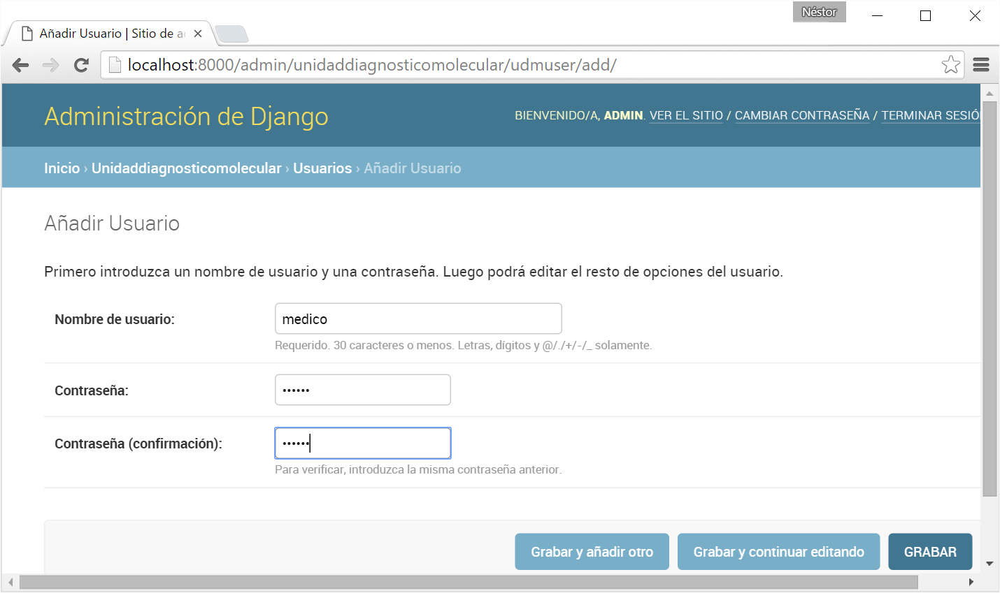 Néstor
Añadir Usuario | Sitio de a
localhost:8000/admin/unidaddiagnosticomolecular/udmuser/add/
Administración de Django
BIENVENIDO/A, ADMIN. VER EL SITIO / CAMBIAR CONTRASEÑA / TERMINAR SESIÓ
Inicio › Unidaddiagnosticomolecular › Usuarios › Añadir Usuario
Añadir Usuario
Primero introduzca un nombre de usuario y una contraseña. Luego podrá editar el resto de opciones del usuario.
Nombre de usuario: medico
Requerido. 30 caracteres o menos. Letras, dígitos y @/./+/-/_ solamente.
Contraseña: ••••••
Contraseña (confirmación): ••••••
Para verificar, introduzca la misma contraseña anterior.
Grabar y añadir otro Grabar y continuar editando GRABAR